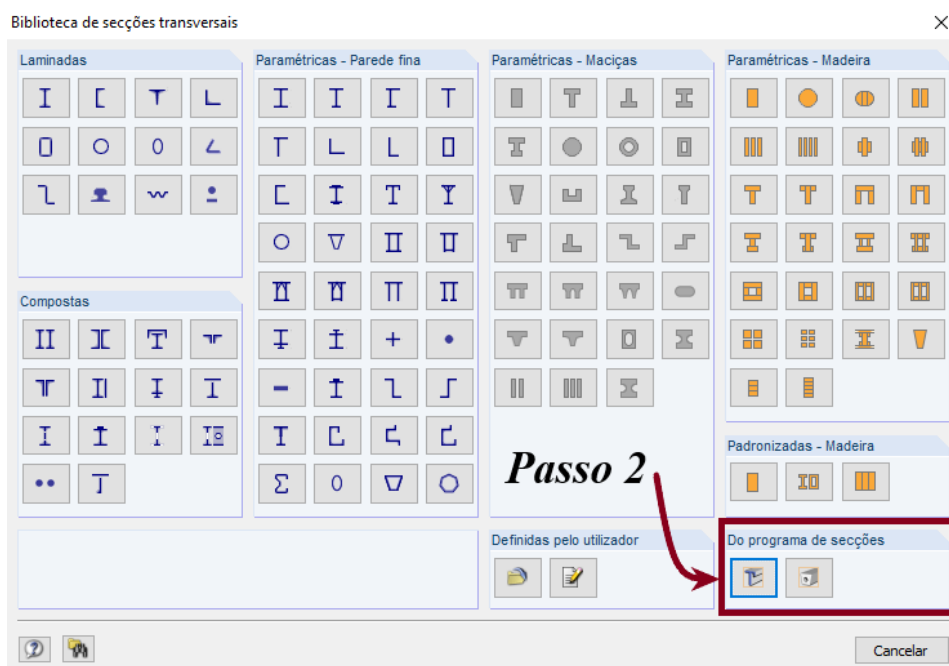 Biblioteca de secções transversais
Laminadas
Paramétricas - Parede fina
Paramétricas - Maciças
Paramétricas - Madeira
Compostas
Padronizadas - Madeira
Passo 2
Definidas pelo utilizador
Do programa de secções
Cancelar